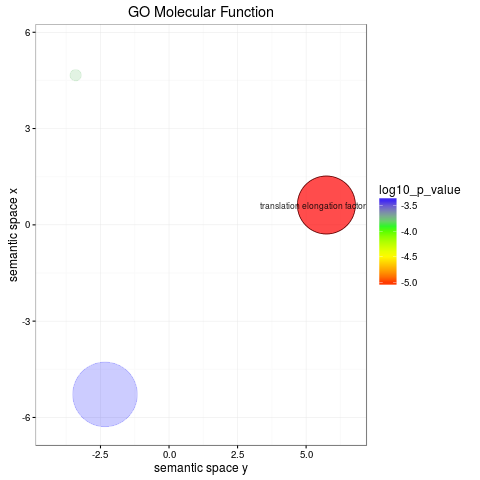 GO Molecular Function
6
3
0
-3
-6
semantic space x
translation elongation factor
-2.5
0.0
2.5
5.0
semantic space y
log10_p_value
-3.5
-4.0
-4.5
-5.0